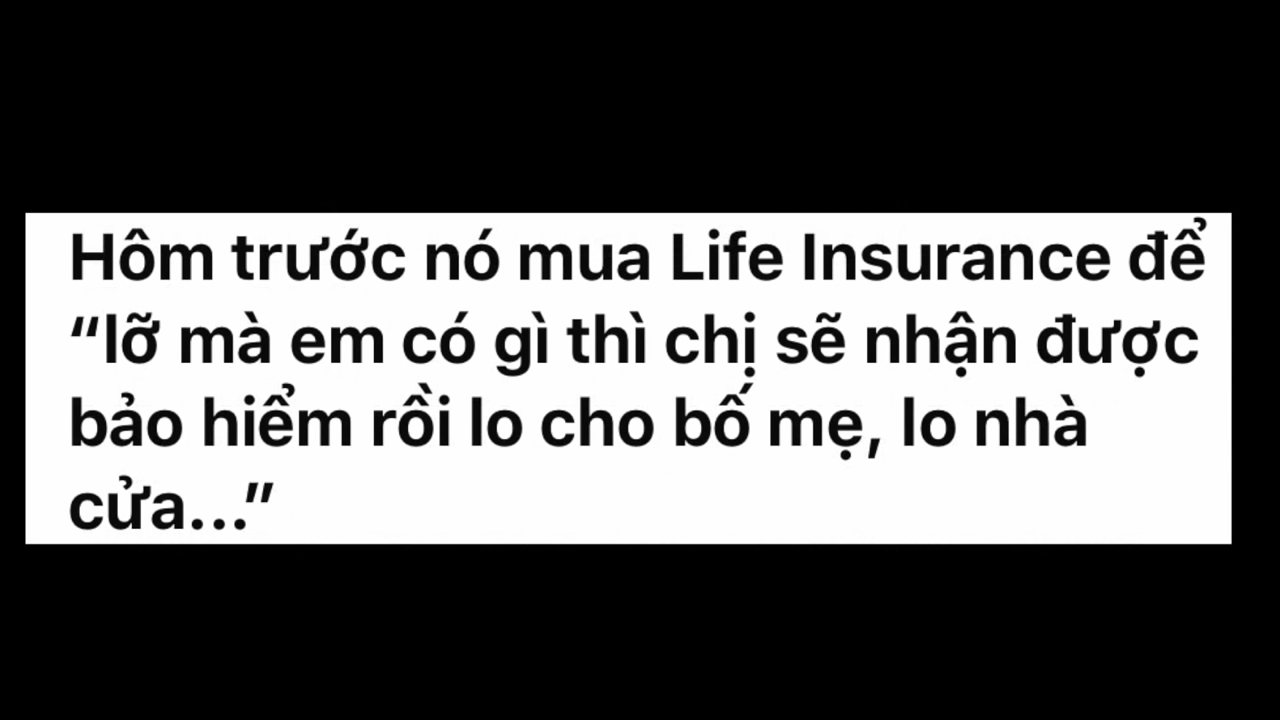 Hôm trước nó mua Life Insurance để
“lỡ mà em có gì thì chị sẽ nhận được
bảo hiểm rồi lo cho bố mẹ, lo nhà
cửa...”